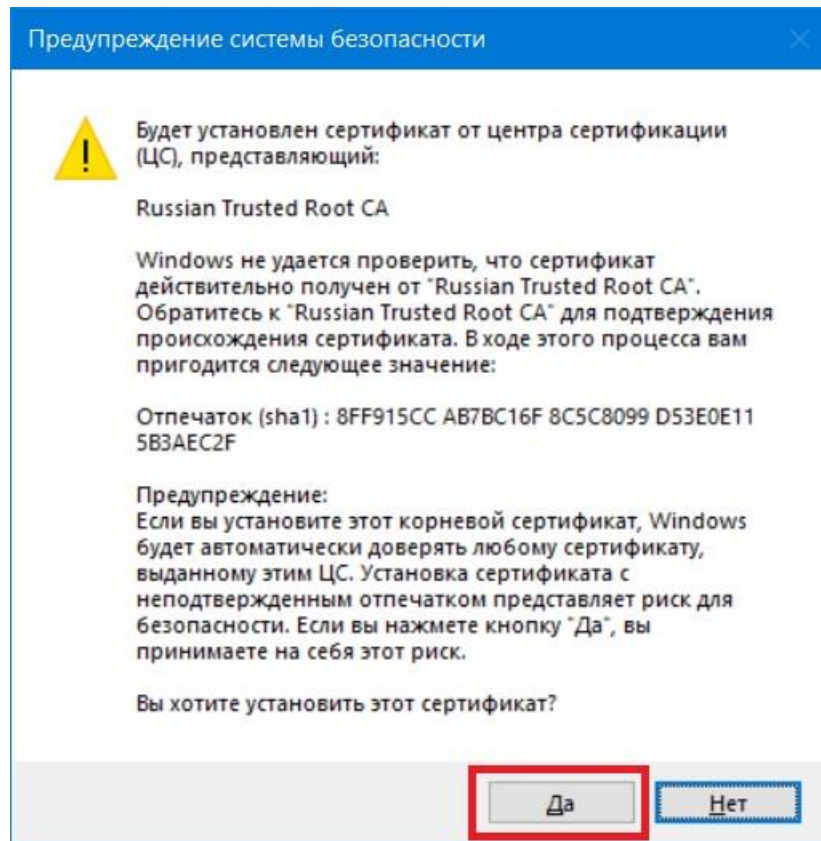 Предупреждение системы безопасности
Будет установлен сертификат от центра сертификации
(ЦС), представляющий:
Russian Trusted Root CA
Windows не удается проверить, что сертификат
действительно получен от "Russian Trusted Root CA".
Обратитесь к "Russian Trusted Root CA" для подтверждения
происхождения сертификата. В ходе этого процесса вам
пригодится следующее значение:
Отпечаток (sha1) : 8FF915CC AB7BC16F 8C5C8099 D53E0E11
5B3AEC2F
Предупреждение:
Если вы установите этот корневой сертификат, Windows
будет автоматически доверять любому сертификату,
выданному этим ЦС. Установка сертификата с
неподтвержденным отпечатком представляет риск для
безопасности. Если вы нажмете кнопку "Да", вы
принимаете на себя этот риск.
Вы хотите установить этот сертификат?
Да
Нет